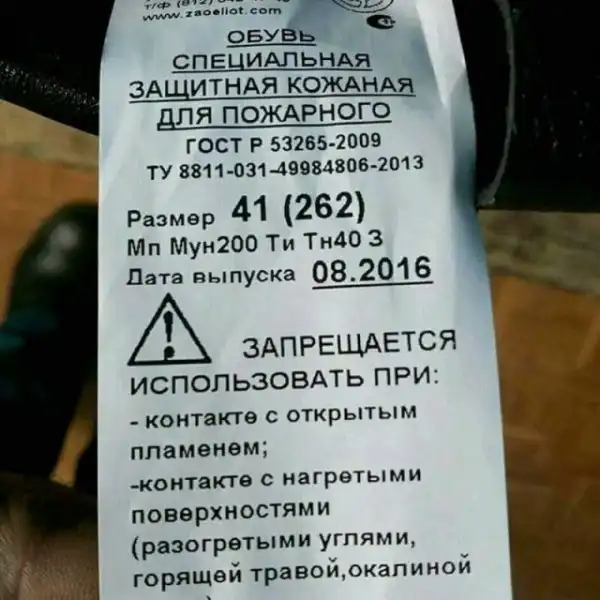 www.zaoeliot.com
ОБУВЬ
СПЕЦИАЛЬНАЯ
ЗАЩИТНАЯ КОЖАНАЯ
ДЛЯ ПОЖАРНОГО
ГОСТ Р 53265-2009
ТУ 8811-031-49984806-2013
Размер 41 (262)
Мп Мун200 Ти Тн40 З
Дата выпуска 08.2016
ЗАПРЕЩАЕТСЯ
ИСПОЛЬЗОВАТЬ ПРИ:
- контакте с открытым
пламенем;
-контакте с нагретыми
поверхностями
(разогретыми углями,
горящей травой,окалиной